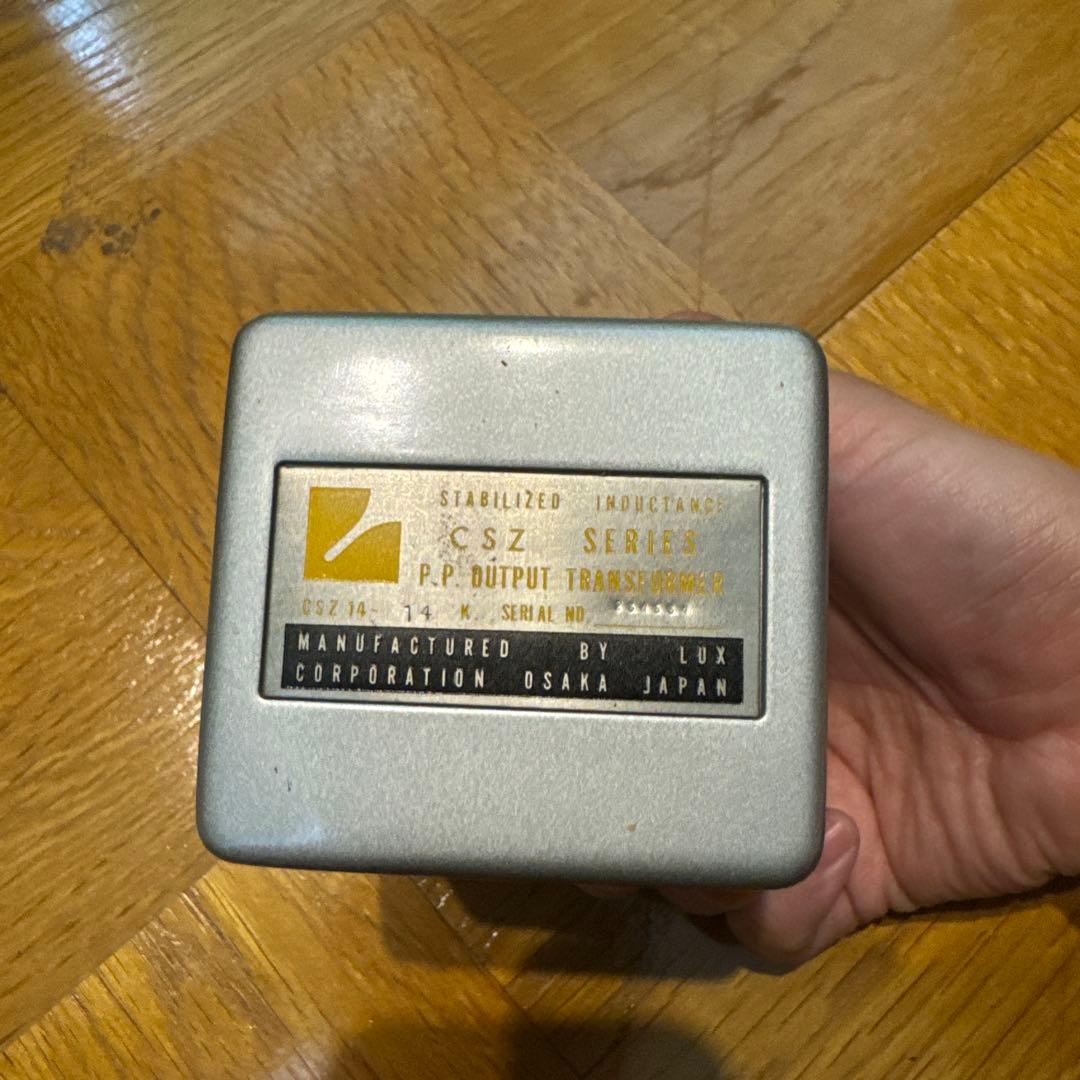 STABILIZED INDUCTANCE
CSZ SERIES
P.P. OUTPUT TRANSFORMER
CSZ 14- 14 K. SERIAL NO
MANUFACTURED BY LUX
CORPORATION OSAKA JAPAN